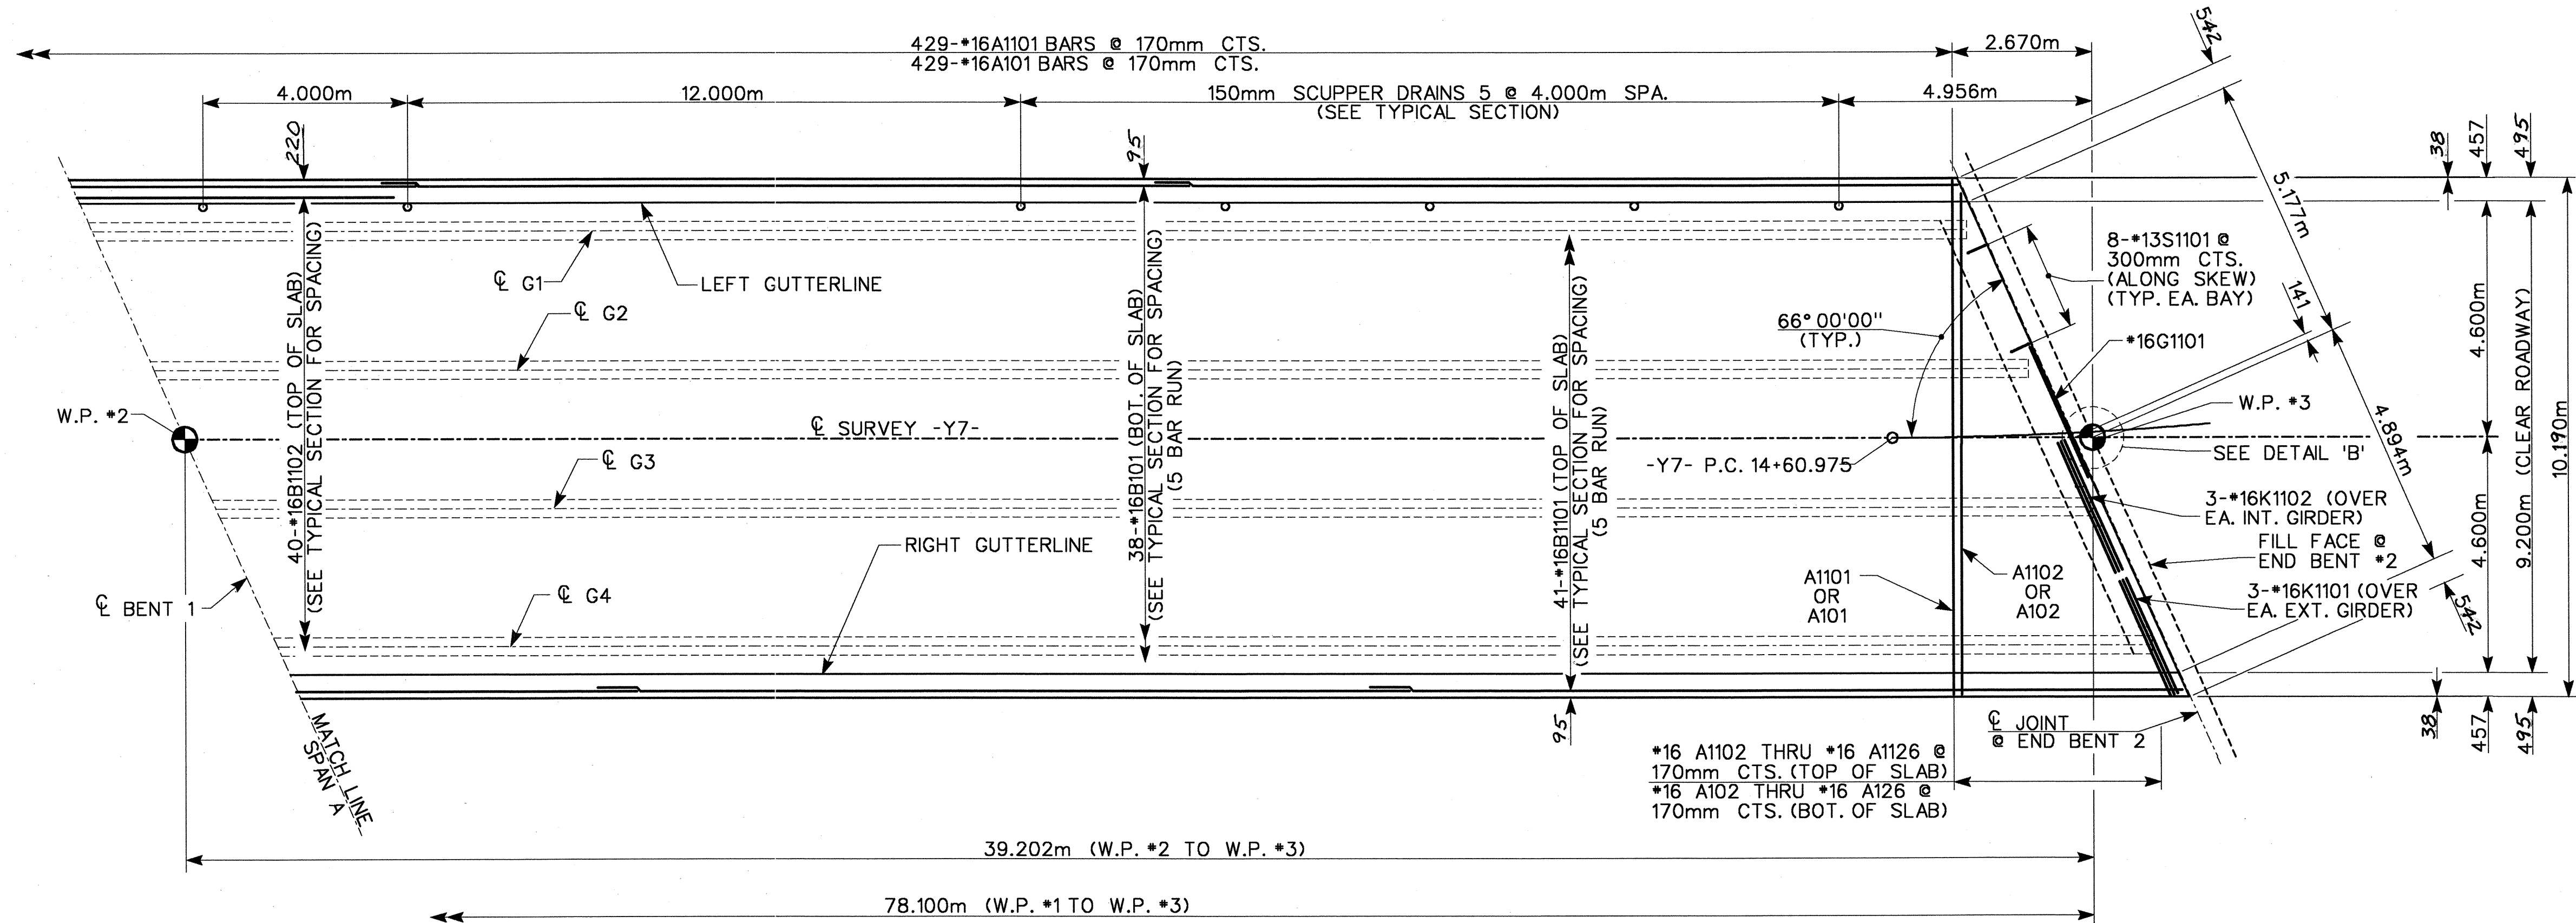 429-#16A1101 BARS @ 170mm CTS.
429-#16A101 BARS @ 170mm CTS.
2.670m
542
4.000m
12.000m
150mm SCUPPER DRAINS 5 @ 4.000m SPA.
(SEE TYPICAL SECTION)
4.956m
220
95
38
457
495
5.177m
℄ G1
LEFT GUTTERLINE
℄ G2
8-#13S1101 @
300mm CTS.
(ALONG SKEW)
(TYP. EA. BAY)
141
66° 00'00"
(TYP.)
#16G1101
4.600m
40-#16B1102 (TOP OF SLAB)
(SEE TYPICAL SECTION FOR SPACING)
38-#16B101 (BOT. OF SLAB)
(SEE TYPICAL SECTION FOR SPACING)
(5 BAR RUN)
41-#16B1101 (TOP OF SLAB)
(SEE TYPICAL SECTION FOR SPACING)
(5 BAR RUN)
W.P. #2
℄ SURVEY -Y7-
W.P. #3
-Y7- P.C. 14+60.975
SEE DETAIL 'B'
4.894m
9.200m (CLEAR ROADWAY)
10.190m
℄ G3
3-#16K1102 (OVER
EA. INT. GIRDER)
RIGHT GUTTERLINE
FILL FACE @
END BENT #2
4.600m
℄ BENT 1
℄ G4
A1101
OR
A101
A1102
OR
A102
3-#16K1101 (OVER
EA. EXT. GIRDER)
542
MATCH LINE
SPAN A
95
℄ JOINT
@ END BENT 2
38
457
495
#16 A1102 THRU #16 A1126 @
170mm CTS. (TOP OF SLAB)
#16 A102 THRU #16 A126 @
170mm CTS. (BOT. OF SLAB)
39.202m (W.P. #2 TO W.P. #3)
78.100m (W.P. #1 TO W.P. #3)